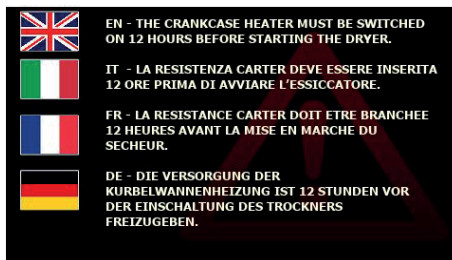 EN - THE CRANKCASE HEATER MUST BE SWITCHED
ON 12 HOURS BEFORE STARTING THE DRYER.
IT - LA RESISTENZA CARTER DEVE ESSERE INSERITA
12 ORE PRIMA DI AVVIARE L'ESSICCATORE.
FR - LA RESISTANCE CARTER DOIT ETRE BRANCHEE
12 HEURES AVANT LA MISE EN MARCHE DU
SECHEUR.
DE - DIE VERSORGUNG DER
KURBELWANNENHEIZUNG IST 12 STUNDEN VOR
DER EINSCHALTUNG DES TROCKNERS
FREIZUGEBEN.